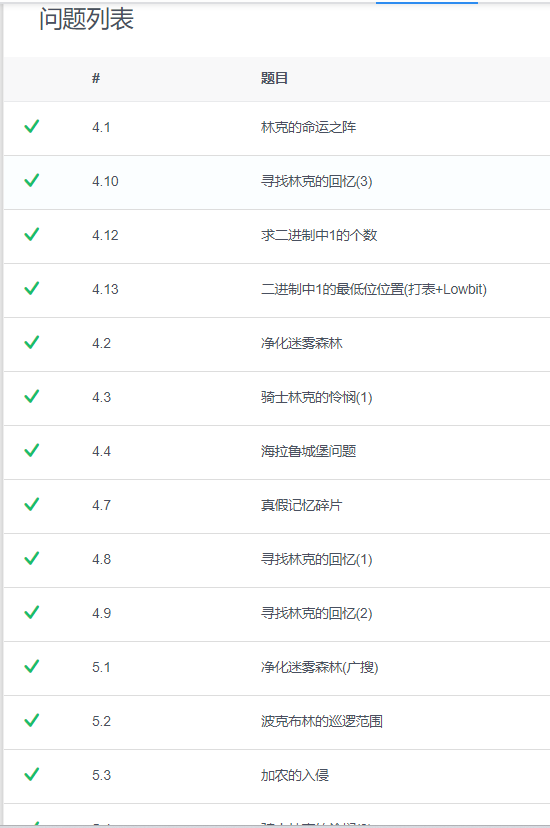 问题列表
# 题目
4.1 林克的命运之阵
4.10 寻找林克的回忆(3)
4.12 求二进制中1的个数
4.13 二进制中1的最低位位置(打表+Lowbit)
4.2 净化迷雾森林
4.3 骑士林克的怜悯(1)
4.4 海拉鲁城堡问题
4.7 真假记忆碎片
4.8 寻找林克的回忆(1)
4.9 寻找林克的回忆(2)
5.1 净化迷雾森林(广搜)
5.2 波克布林的巡逻范围
5.3 加农的入侵